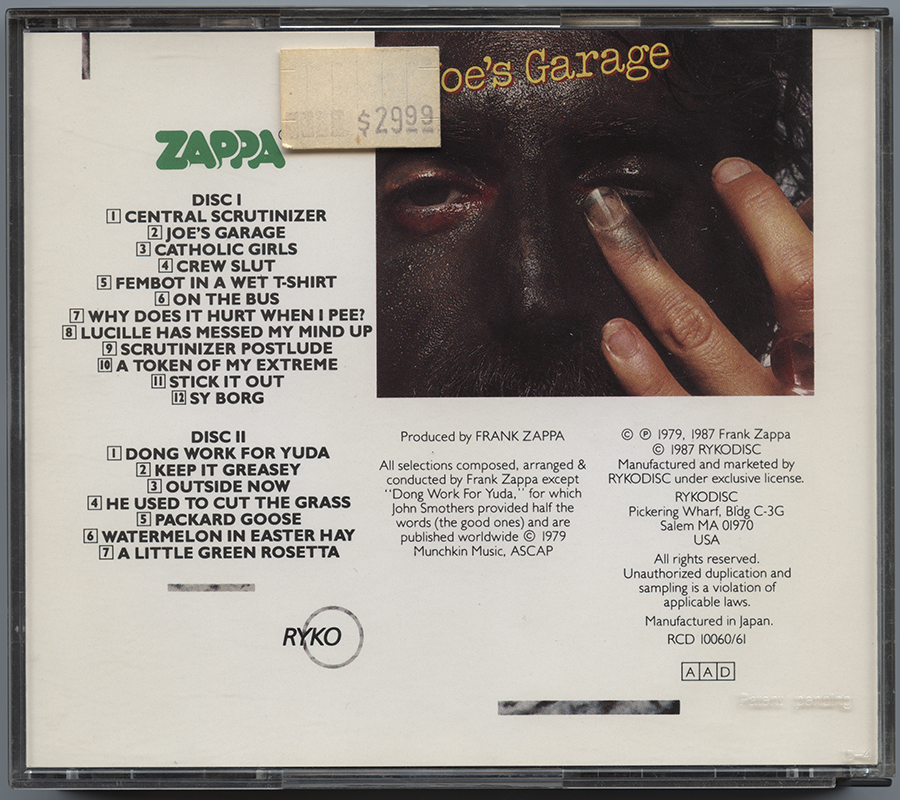 oe's Garage
$2999
ZAPPA
DISC I
1 CENTRAL SCRUTINIZER
2 JOE'S GARAGE
3 CATHOLIC GIRLS
4 CREW SLUT
5 FEMBOT IN A WET T-SHIRT
6 ON THE BUS
7 WHY DOES IT HURT WHEN I PEE?
8 LUCILLE HAS MESSED MY MIND UP
9 SCRUTINIZER POSTLUDE
10 A TOKEN OF MY EXTREME
11 STICK IT OUT
12 SY BORG
DISC II
1 DONG WORK FOR YUDA
2 KEEP IT GREASEY
3 OUTSIDE NOW
4 HE USED TO CUT THE GRASS
5 PACKARD GOOSE
6 WATERMELON IN EASTER HAY
7 A LITTLE GREEN ROSETTA
RYKO
Produced by FRANK ZAPPA
All selections composed, arranged &
conducted by Frank Zappa except
"Dong Work For Yuda," for which
John Smothers provided half the
words (the good ones) and are
published worldwide © 1979
Munchkin Music, ASCAP
© ℗ 1979, 1987 Frank Zappa
© 1987 RYKODISC
Manufactured and marketed by
RYKODISC under exclusive license.
RYKODISC
Pickering Wharf, Bldg C-3G
Salem MA 01970
USA
All rights reserved.
Unauthorized duplication and
sampling is a violation of
applicable laws.
Manufactured in Japan.
RCD 10060/61
AAD
Patent pending